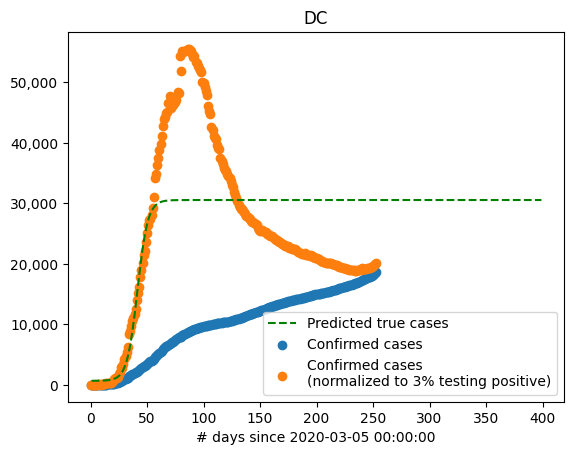 DC
50,000
40,000
30,000
20,000
10,000
0
Predicted true cases
Confirmed cases
Confirmed cases
(normalized to 3% testing positive)
0 50 100 150 200 250 300 350 400
# days since 2020-03-05 00:00:00